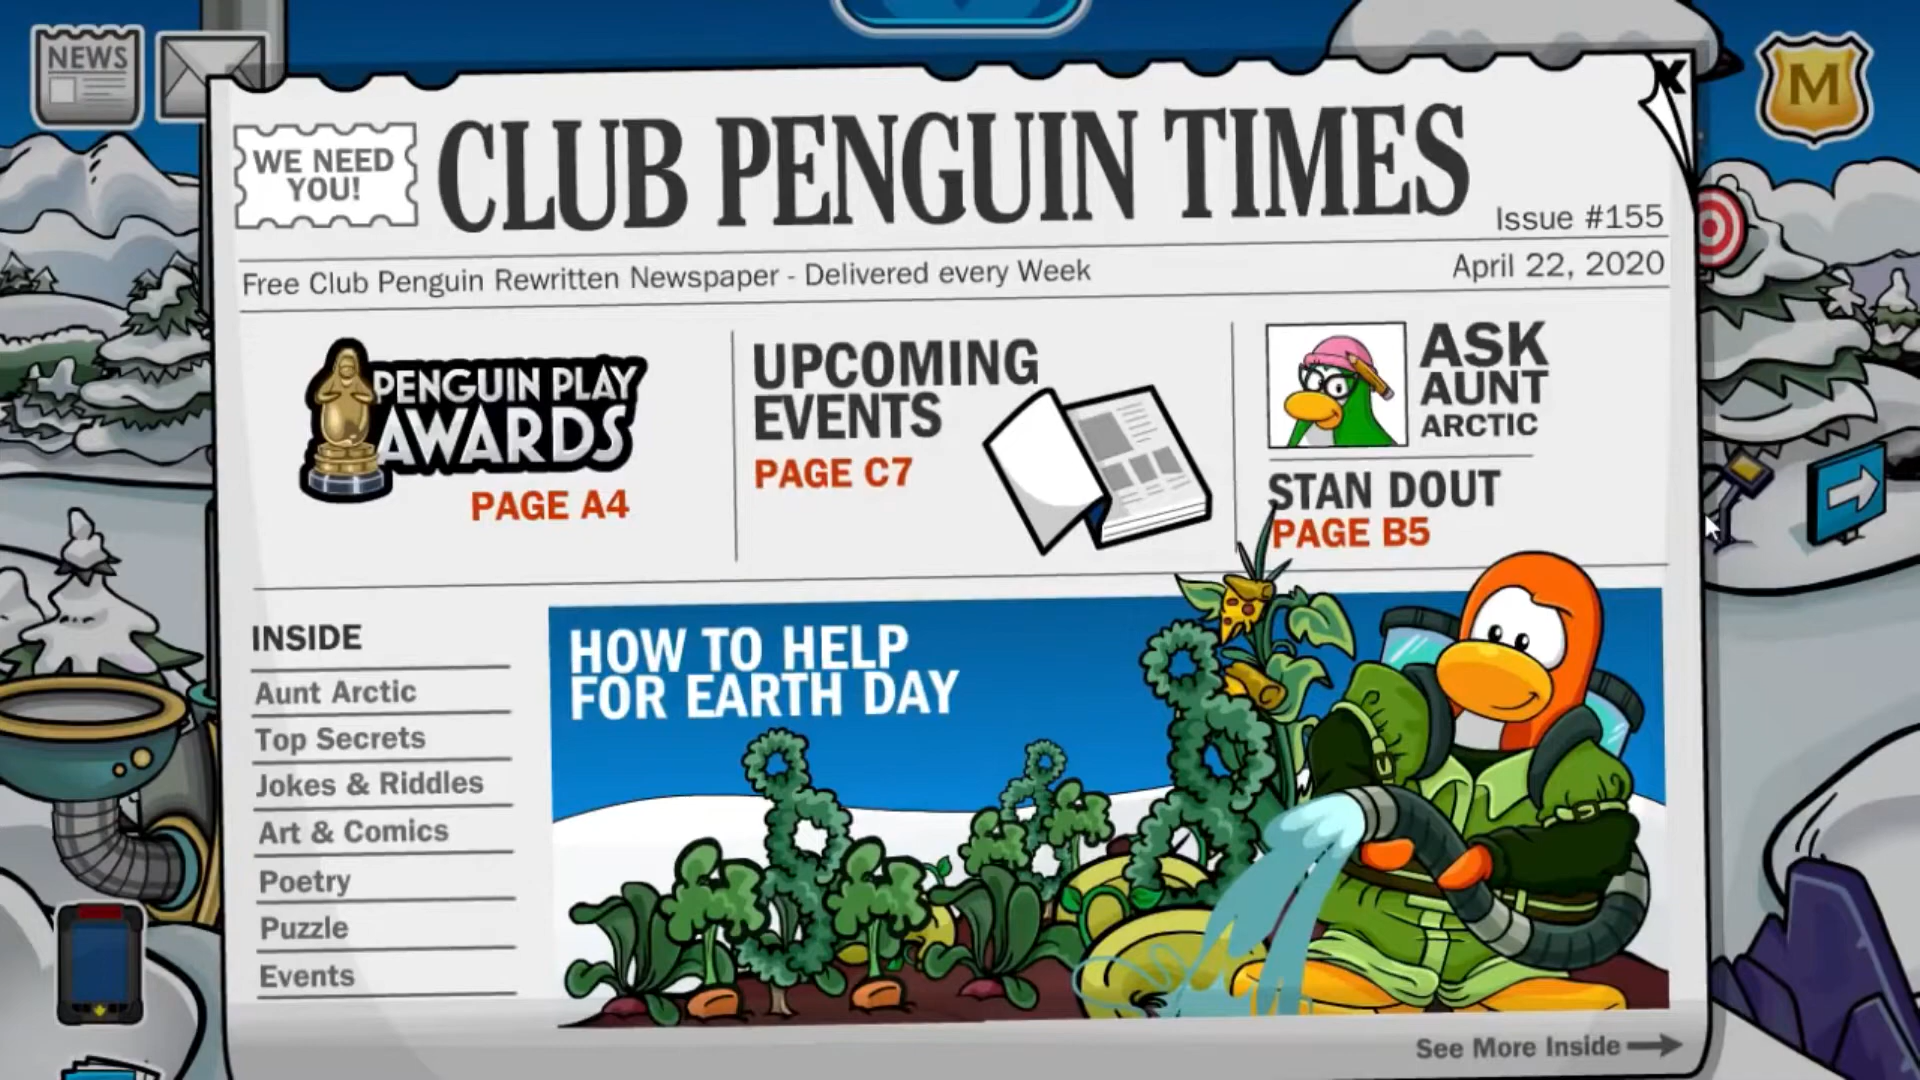 NEWS
M
WE NEED
YOU!
CLUB PENGUIN TIMES
Issue #155
Free Club Penguin Rewritten Newspaper - Delivered every Week
April 22, 2020
PENGUIN PLAY
AWARDS
PAGE A4
UPCOMING
EVENTS
PAGE C7
ASK
AUNT
ARCTIC
STAN DOUT
PAGE B5
INSIDE
Aunt Arctic
Top Secrets
Jokes & Riddles
Art & Comics
Poetry
Puzzle
Events
HOW TO HELP
FOR EARTH DAY
See More Inside
X